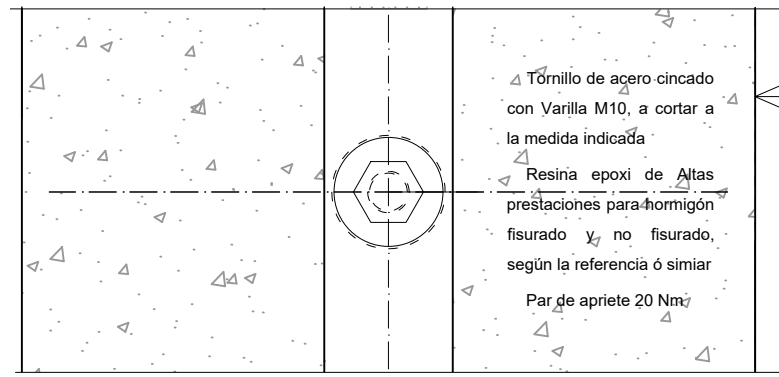 Tornillo de acero cincado
con Varilla M10, a cortar a
la medida indicada
Resina epoxi de Altas
prestaciones para hormigón
fisurado y no fisurado,
según la referencia ó simiar
Par de apriete 20 Nm